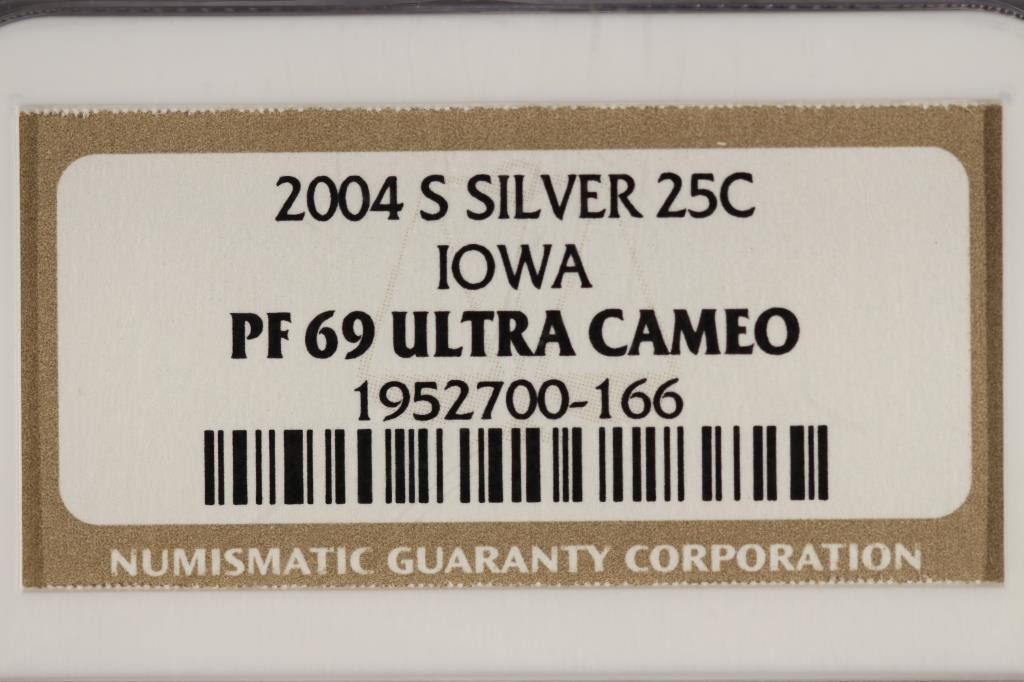 2004 S SILVER 25C
IOWA
PF 69 ULTRA CAMEO
1952700-166
NUMISMATIC GUARANTY CORPORATION